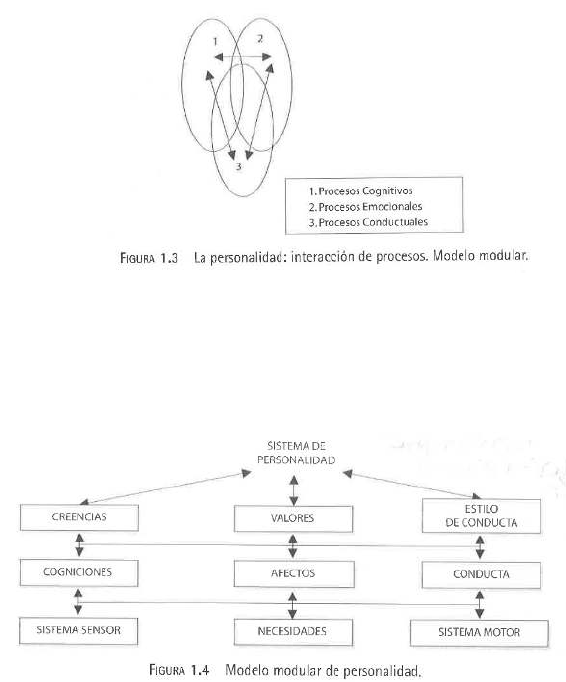 1
2
3
1. Procesos Cognitivos
2. Procesos Emocionales
3. Procesos Conductuales
FIGURA 1.3 La personalidad: interacción de procesos. Modelo modular.
SISTEMA DE
PERSONALIDAD
CREENCIAS
VALORES
ESTILO
DE CONDUCTA
COGNICIONES
AFECTOS
CONDUCTA
SISTEMA SENSOR
NECESIDADES
SISTEMA MOTOR
FIGURA 1.4 Modelo modular de personalidad.